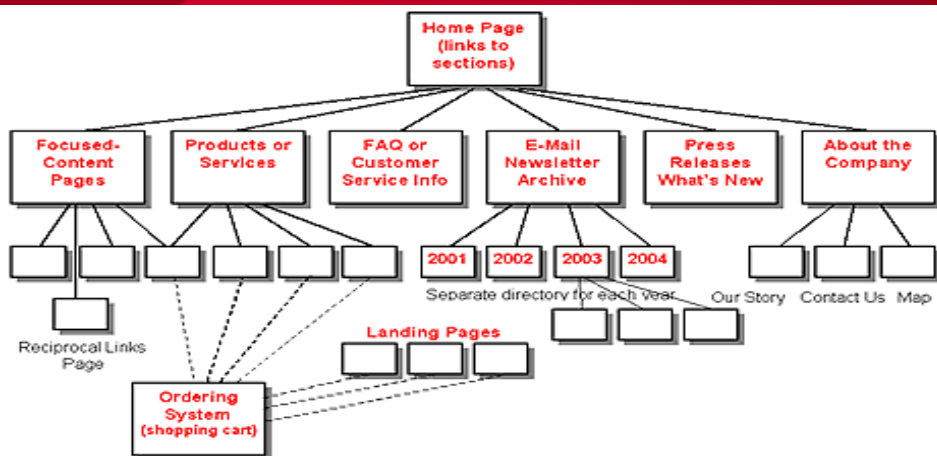 Home Page
(links to
sections)
Focused-
Content
Pages
Products or
Services
FAQ or
Customer
Service Info
E-Mail
Newsletter
Archive
Press
Releases
What's New
About the
Company
2001
2002
2003
2004
Separate directory for each year
Our Story
Contact Us
Map
Reciprocal Links
Page
Landing Pages
Ordering
System
(shopping cart)